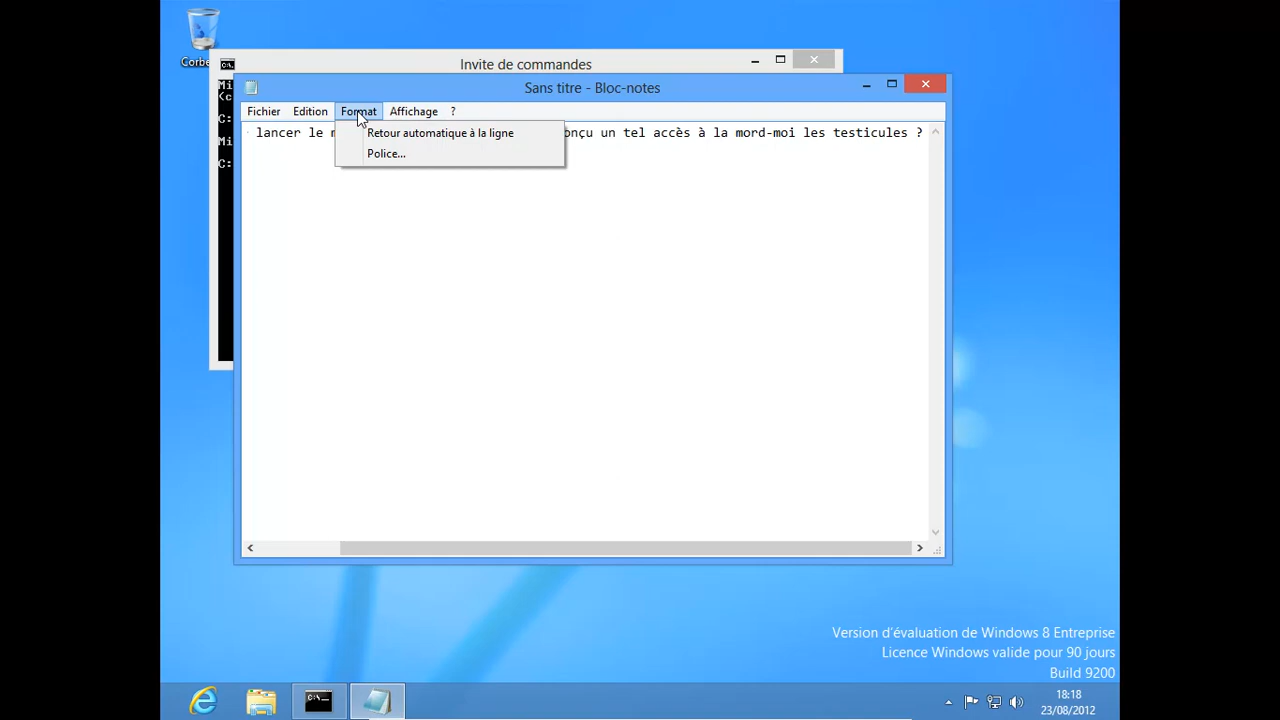 Corbe
Invite de commandes
Sans titre - Bloc-notes
Fichier Edition Format Affichage ?
lancer le m onçu un tel accès à la mord-moi les testicules ?
Retour automatique à la ligne
Police...
Mi
(c
C:
Mi
C:
Version d'évaluation de Windows 8 Entreprise
Licence Windows valide pour 90 jours
Build 9200
18:18
23/08/2012